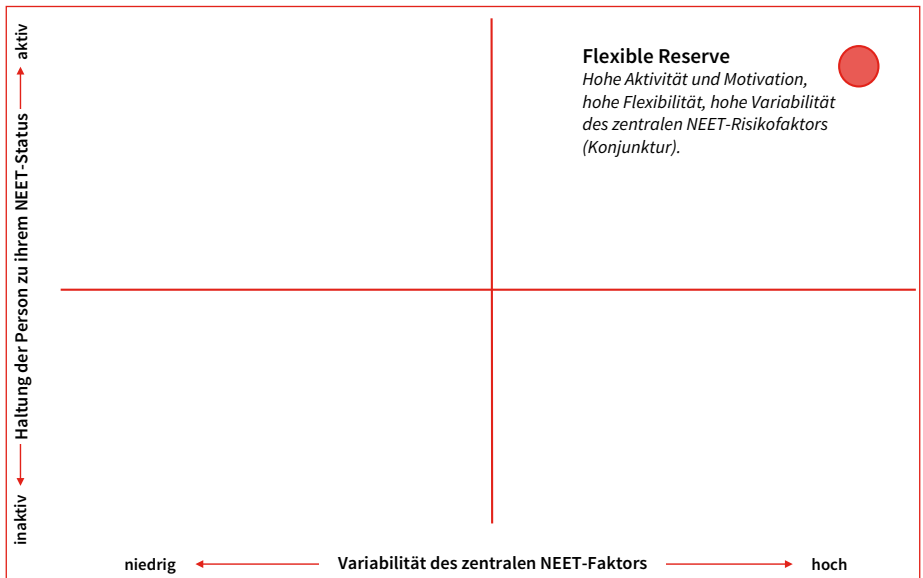 Flexible Reserve
Hohe Aktivität und Motivation,
hohe Flexibilität, hohe Variabilität
des zentralen NEET-Risikofaktors
(Konjunktur).
aktiv
Haltung der Person zu ihrem NEET-Status
inaktiv
niedrig
Variabilität des zentralen NEET-Faktors
hoch